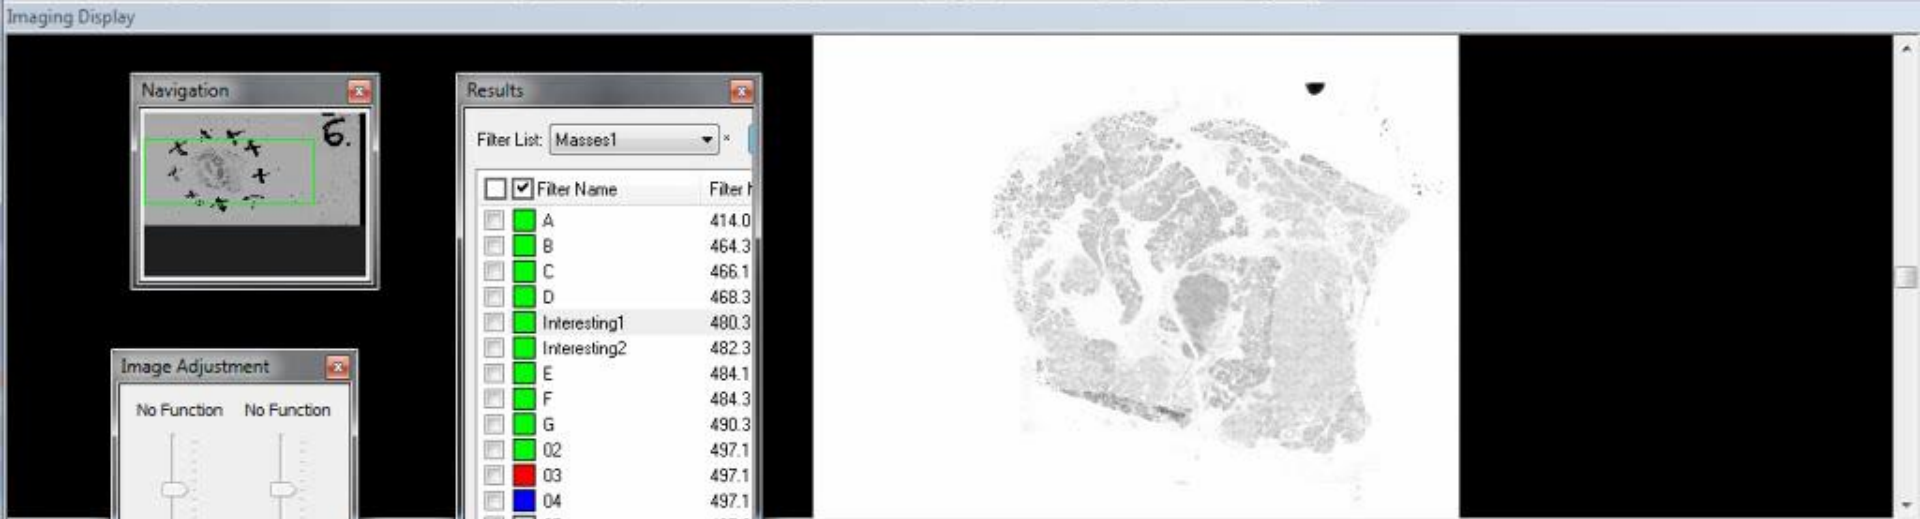 Imaging Display
Navigation
6.
Image Adjustment
No Function No Function
Results
Filter List: Masses1
Filter Name Filter
A 414.0
B 464.3
C 466.1
D 468.3
Interesting1 480.3
Interesting2 482.3
E 484.1
F 484.3
G 490.3
02 497.1
03 497.1
04 497.1